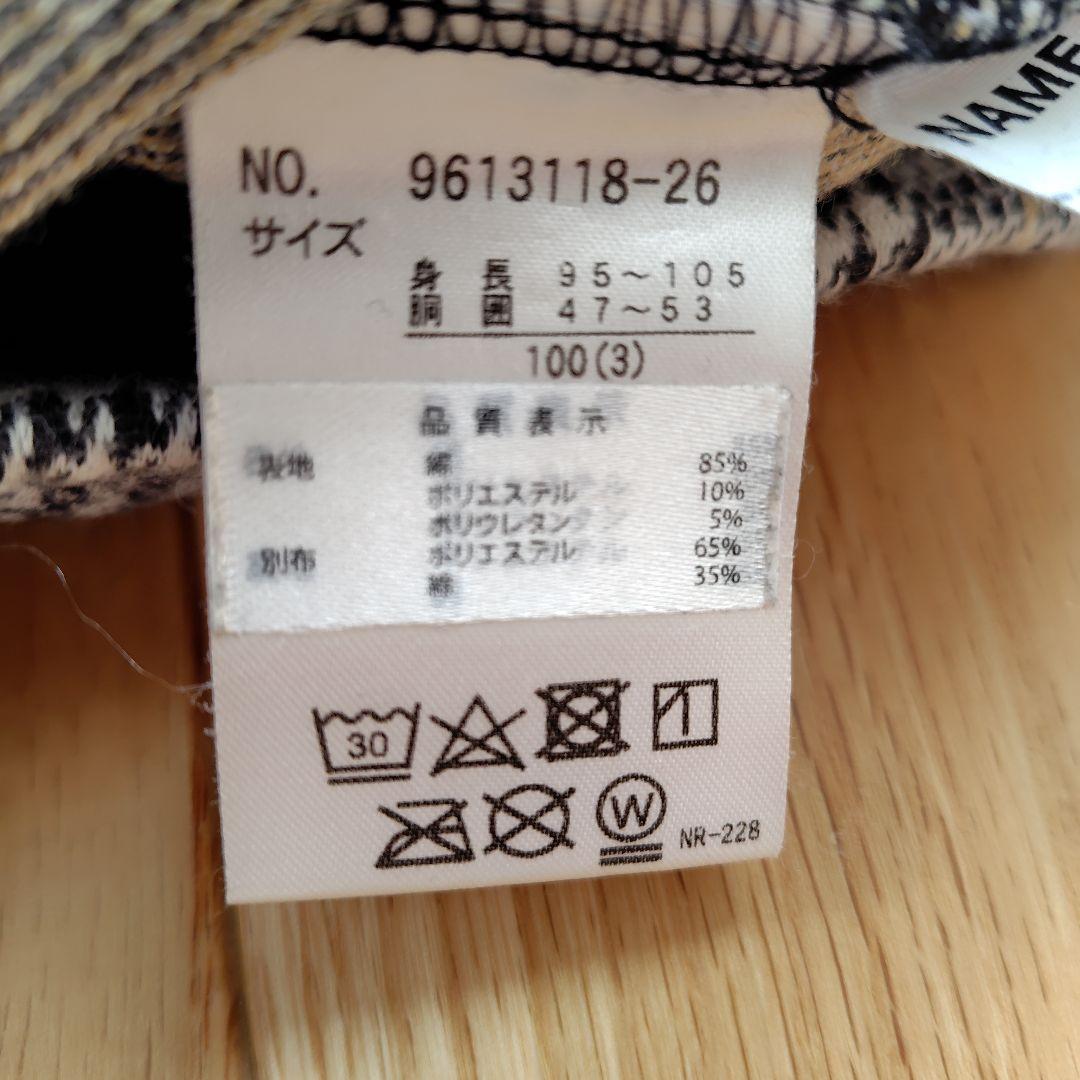 NAME
NO. 9613118-26
サイズ
身 長 95～105
胴 囲 47～53
100(3)
品 質 表 示
表地 綿 85%
ポリエステル 10%
ポリウレタン 5%
別布 ポリエステル 65%
綿 35%
30
W
NR-228